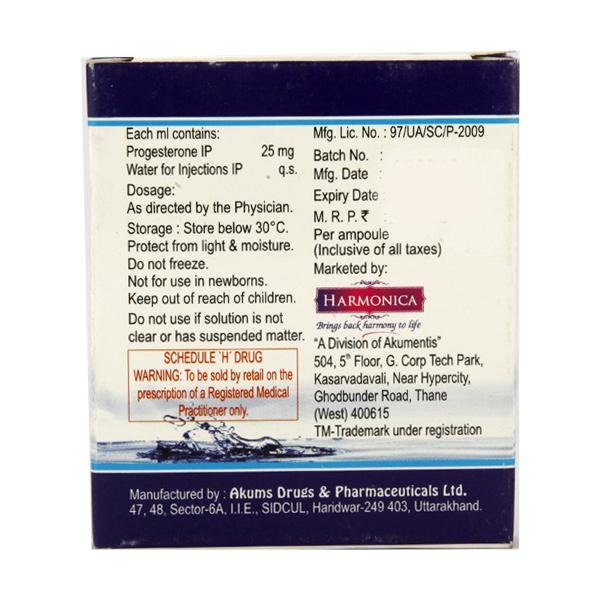 Each ml contains:
Progesterone IP 25 mg
Water for Injections IP q.s.
Dosage:
As directed by the Physician.
Storage : Store below 30°C.
Protect from light & moisture.
Do not freeze.
Not for use in newborns.
Keep out of reach of children.
Do not use if solution is not
clear or has suspended matter.
SCHEDULE `H´ DRUG
WARNING: To be sold by retail on the
prescription of a Registered Medical
Practitioner only.
Mfg. Lic. No. : 97/UA/SC/P-2009
Batch No. :
Mfg. Date :
Expiry Date :
M. R. P. ₹ :
Per ampoule
(Inclusive of all taxes)
Marketed by:
HARMONICA
Brings back harmony to life
"A Division of Akumentis"
504, 5th Floor, G. Corp Tech Park,
Kasarvadavali, Near Hypercity,
Ghodbunder Road, Thane
(West) 400615
TM-Trademark under registration
Manufactured by : Akums Drugs & Pharmaceuticals Ltd.
47, 48, Sector-6A, I.I.E., SIDCUL, Haridwar-249 403, Uttarakhand.